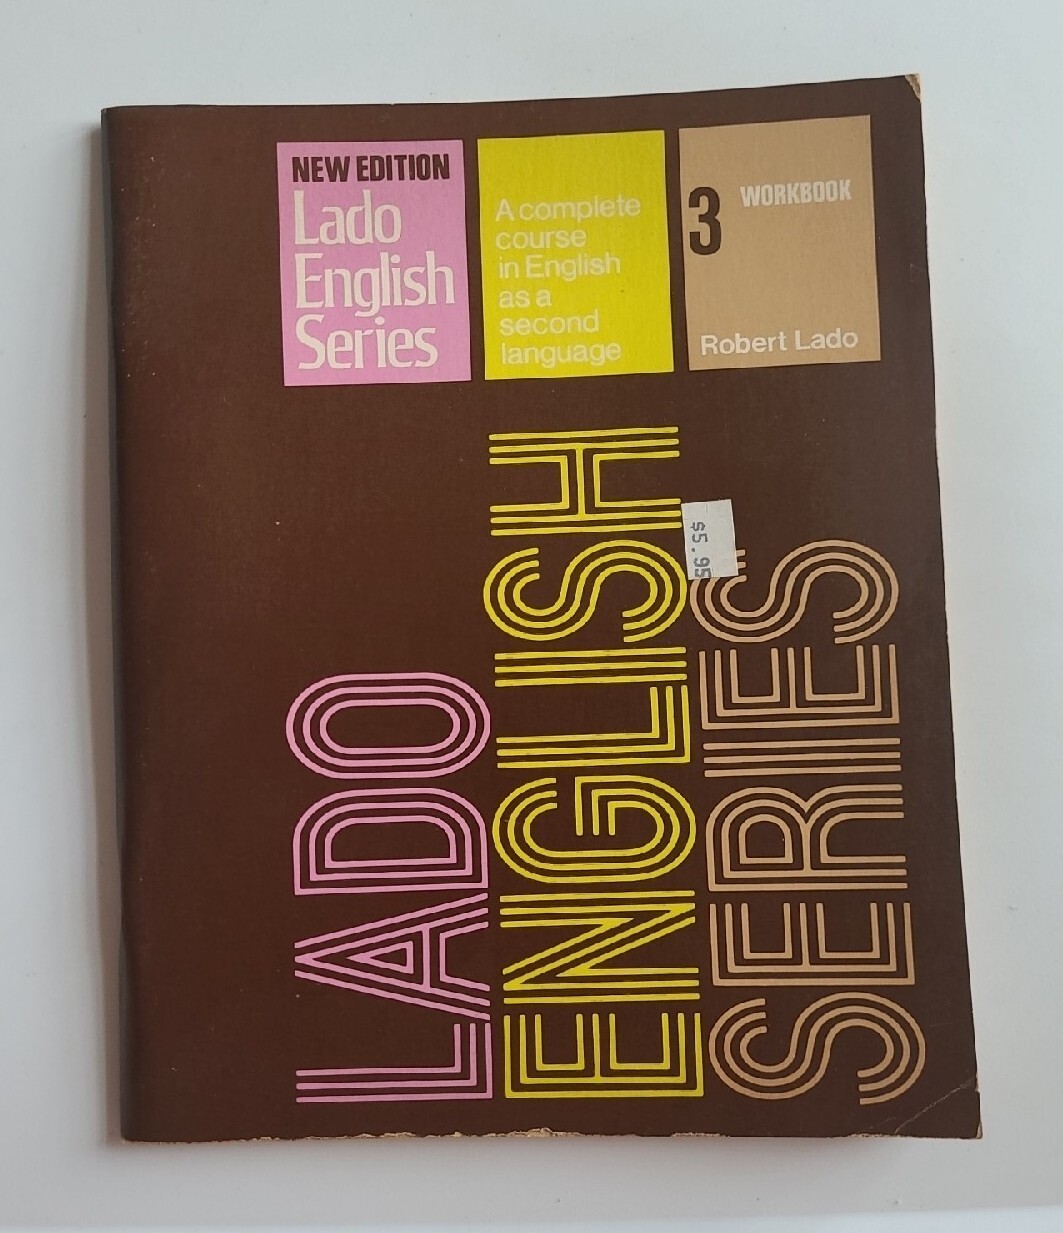 NEW EDITION
Lado
English
Series
A complete
course
in English
as a
second
language
3
WORKBOOK
Robert Lado
LADO
ENGLISH
SERIES
$5.95